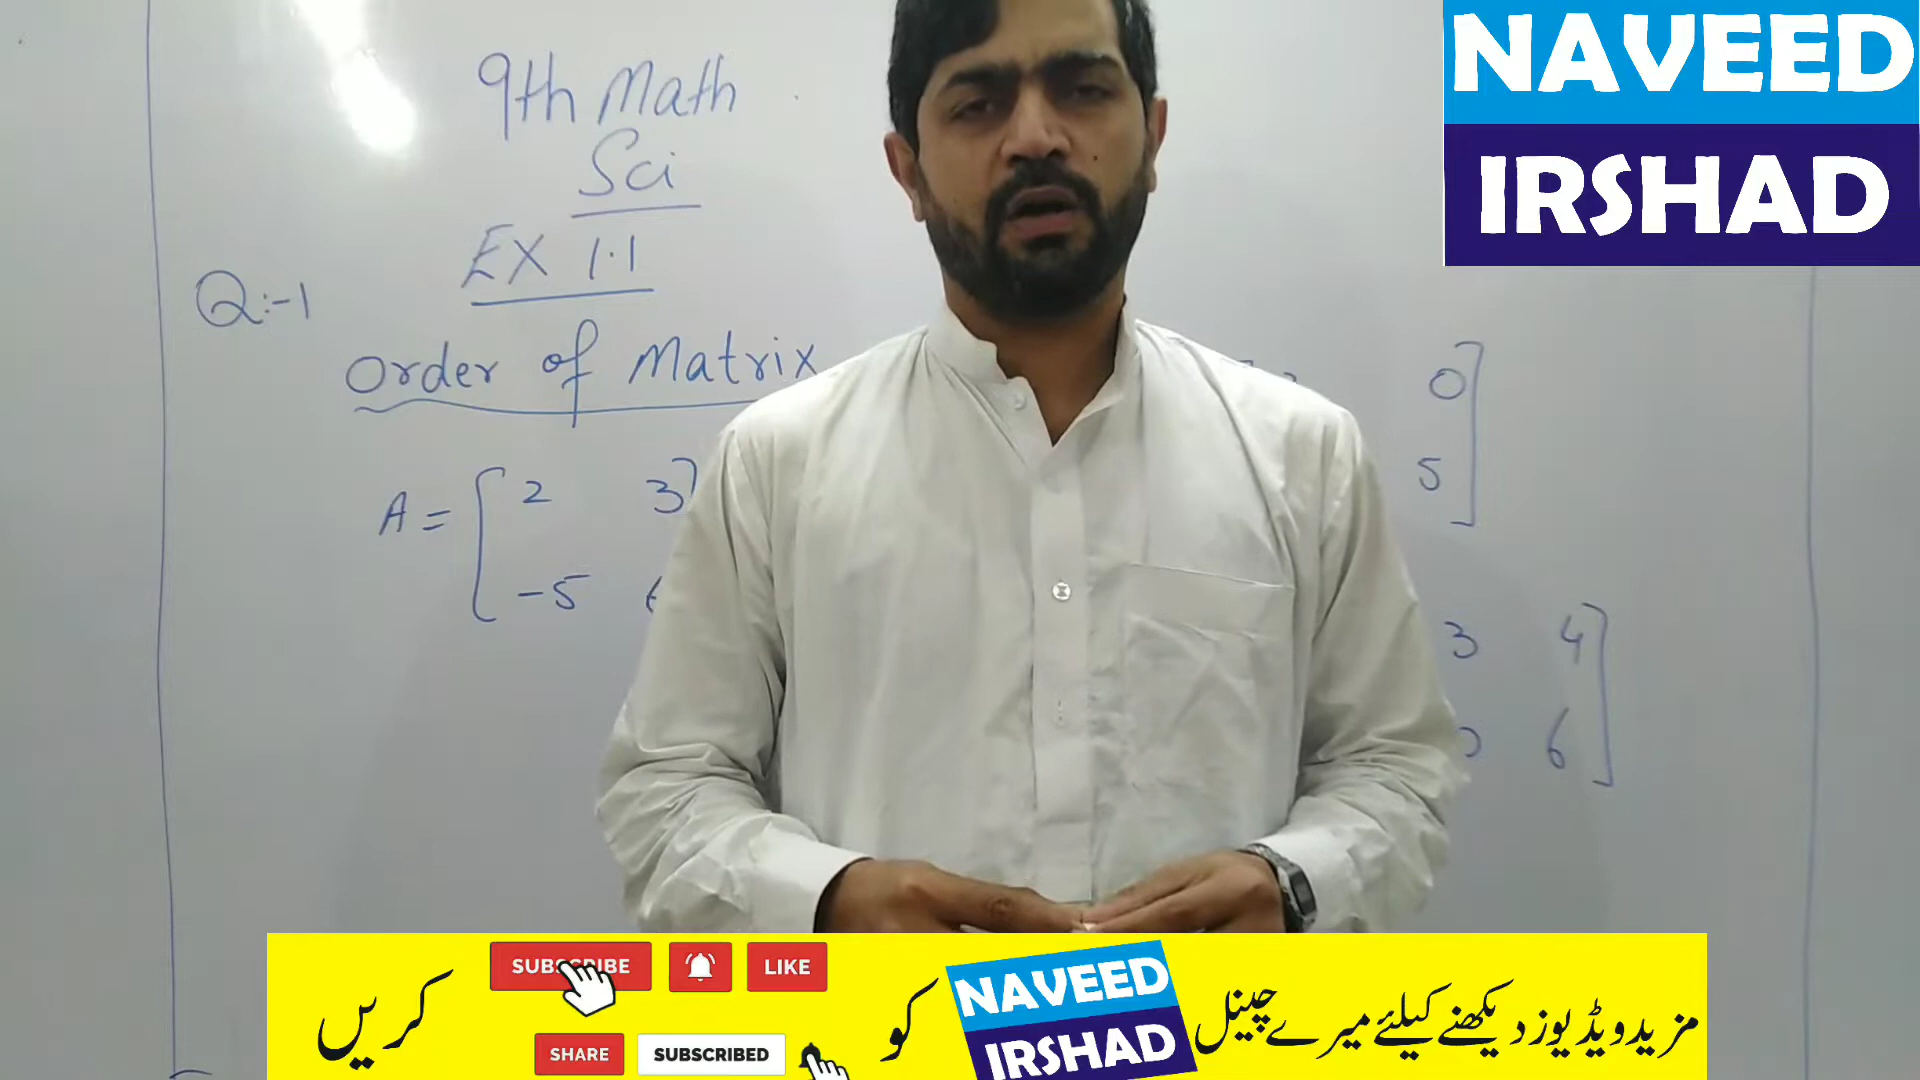 9th Math
Sci
EX 1.1
Q:-1
Order of Matrix
A = [ 2 3 ]
-5
0 ]
5
3 4 ]
6
NAVEED
IRSHAD
مزید ویڈیوز دیکھنے کیلئے میرے چینل
NAVEED
IRSHAD
کو
SUBSCRIBE
LIKE
SHARE
SUBSCRIBED
کریں